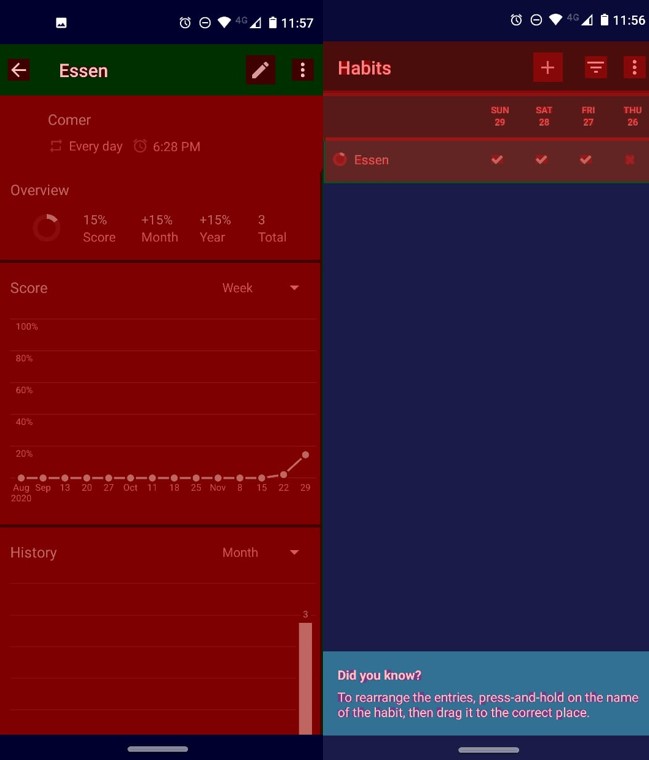 4G 11:57
Essen
Comer
Every day 6:28 PM
Overview
15% +15% +15% 3
Score Month Year Total
Score Week
100%
80%
60%
40%
20%
Aug Sep 13 20 27 Oct 11 18 25 Nov 8 15 22 29
2020
History Month
3
4G 11:56
Habits
SUN SAT FRI THU
29 28 27 26
Essen
Did you know?
To rearrange the entries, press-and-hold on the name
of the habit, then drag it to the correct place.